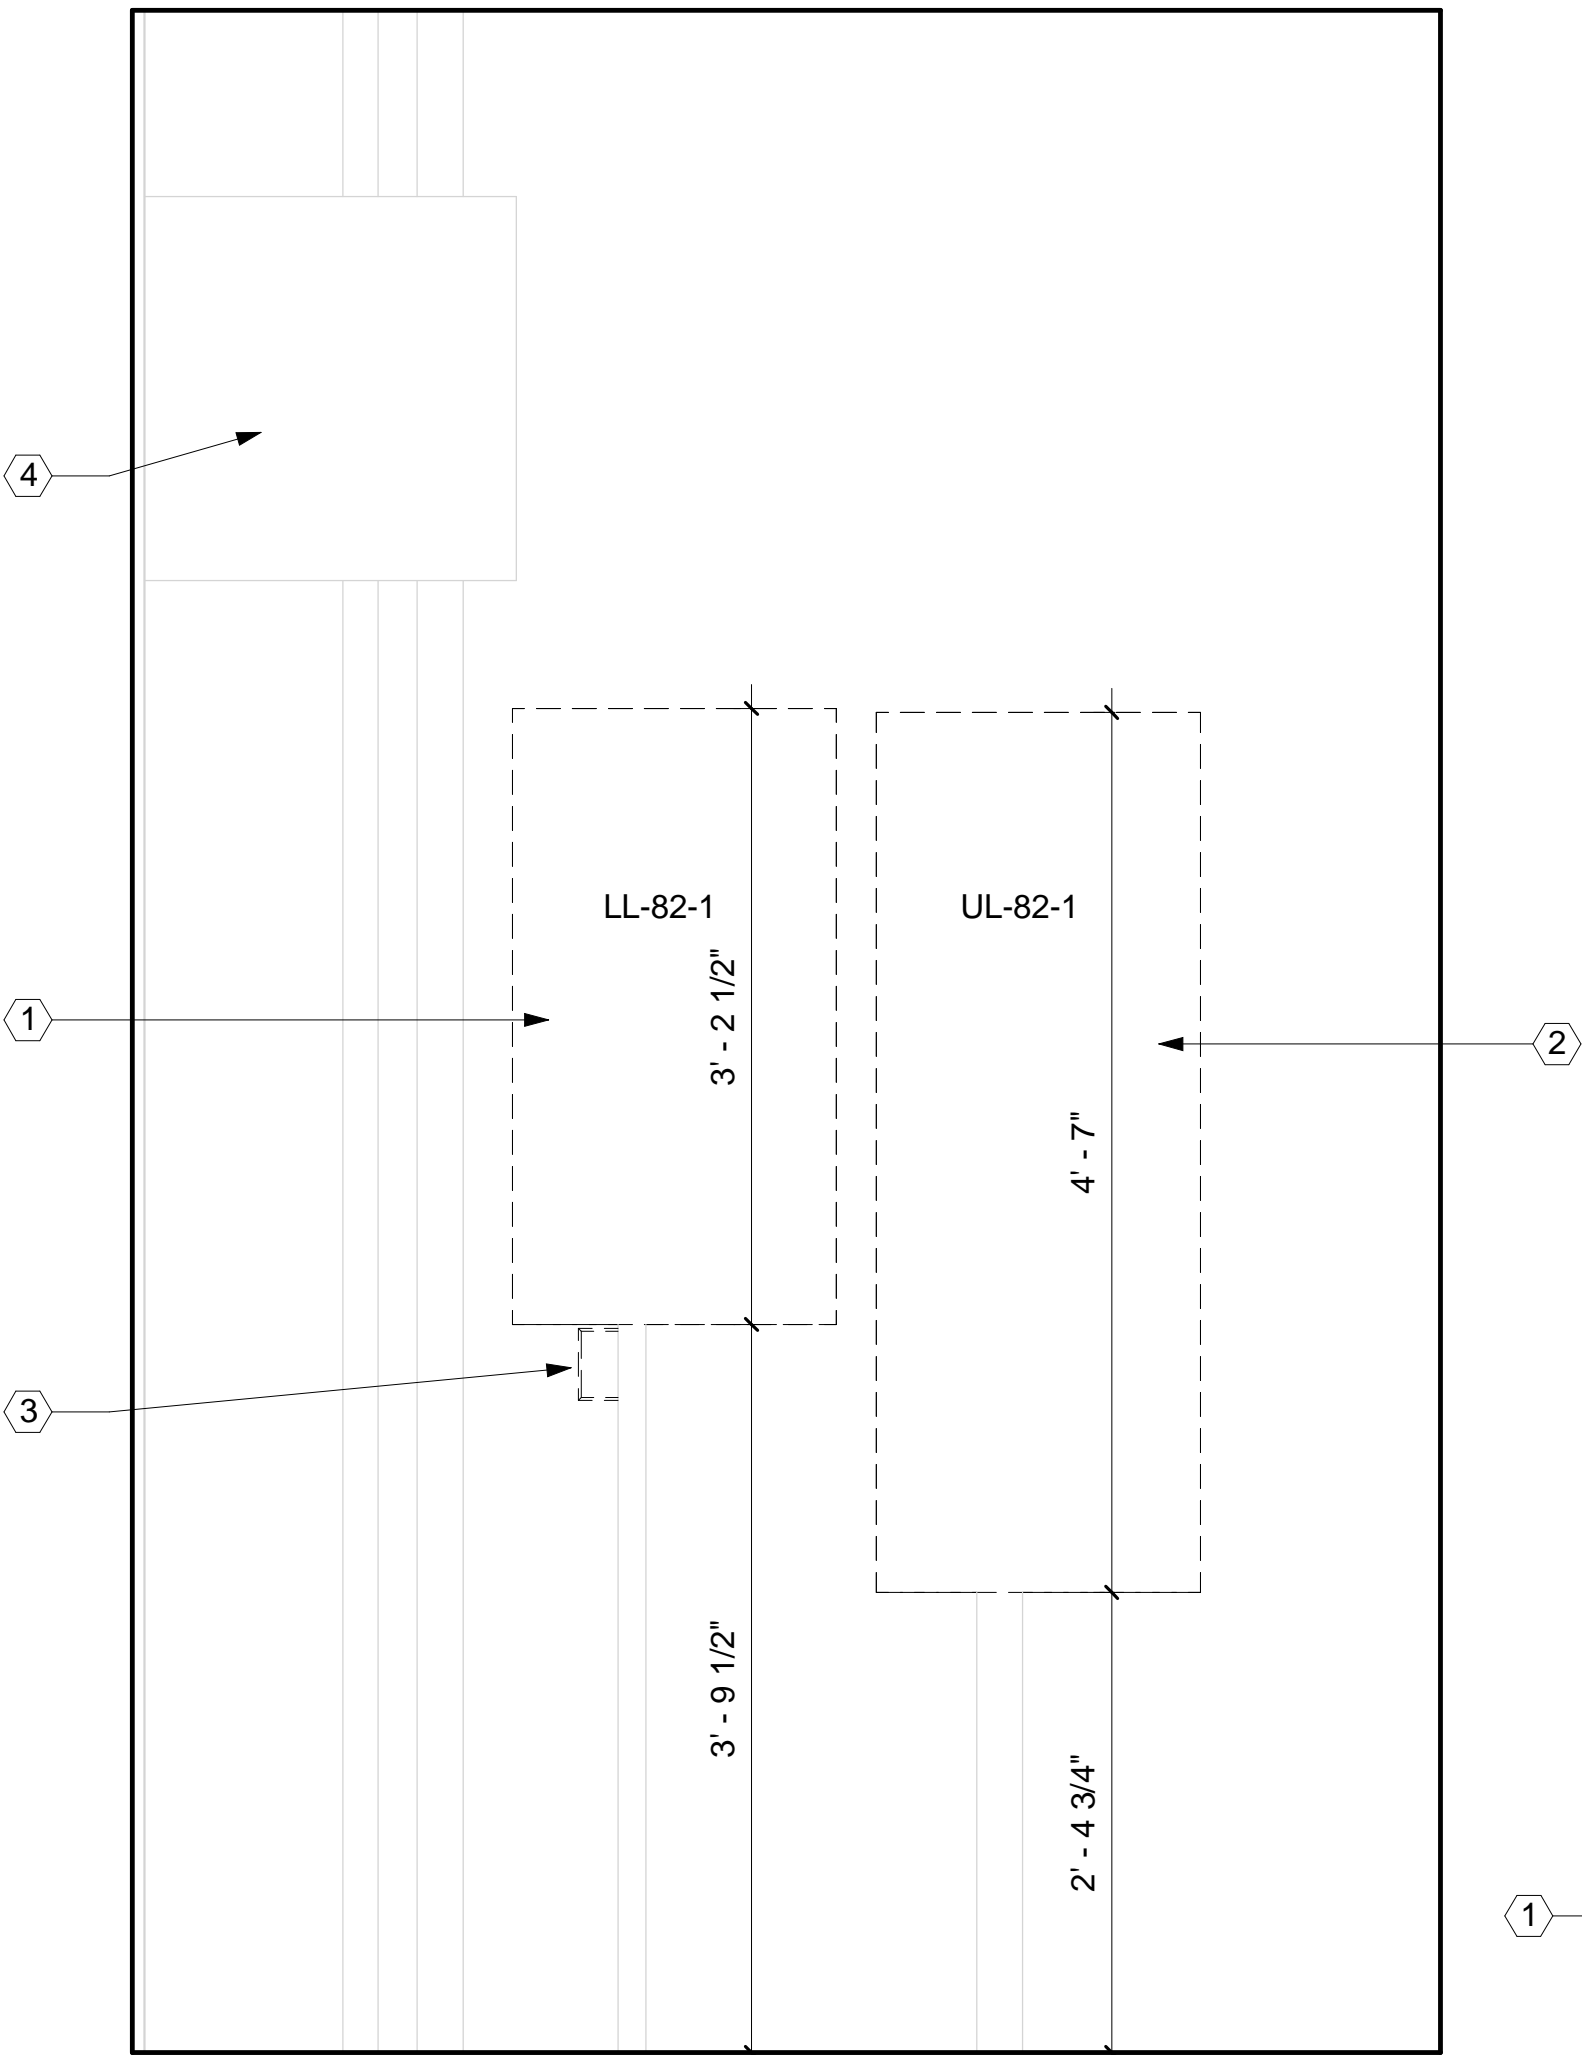 4
LL-82-1
UL-82-1
3' - 2 1/2"
1
2
4' - 7"
3
3' - 9 1/2"
2' - 4 3/4"
1